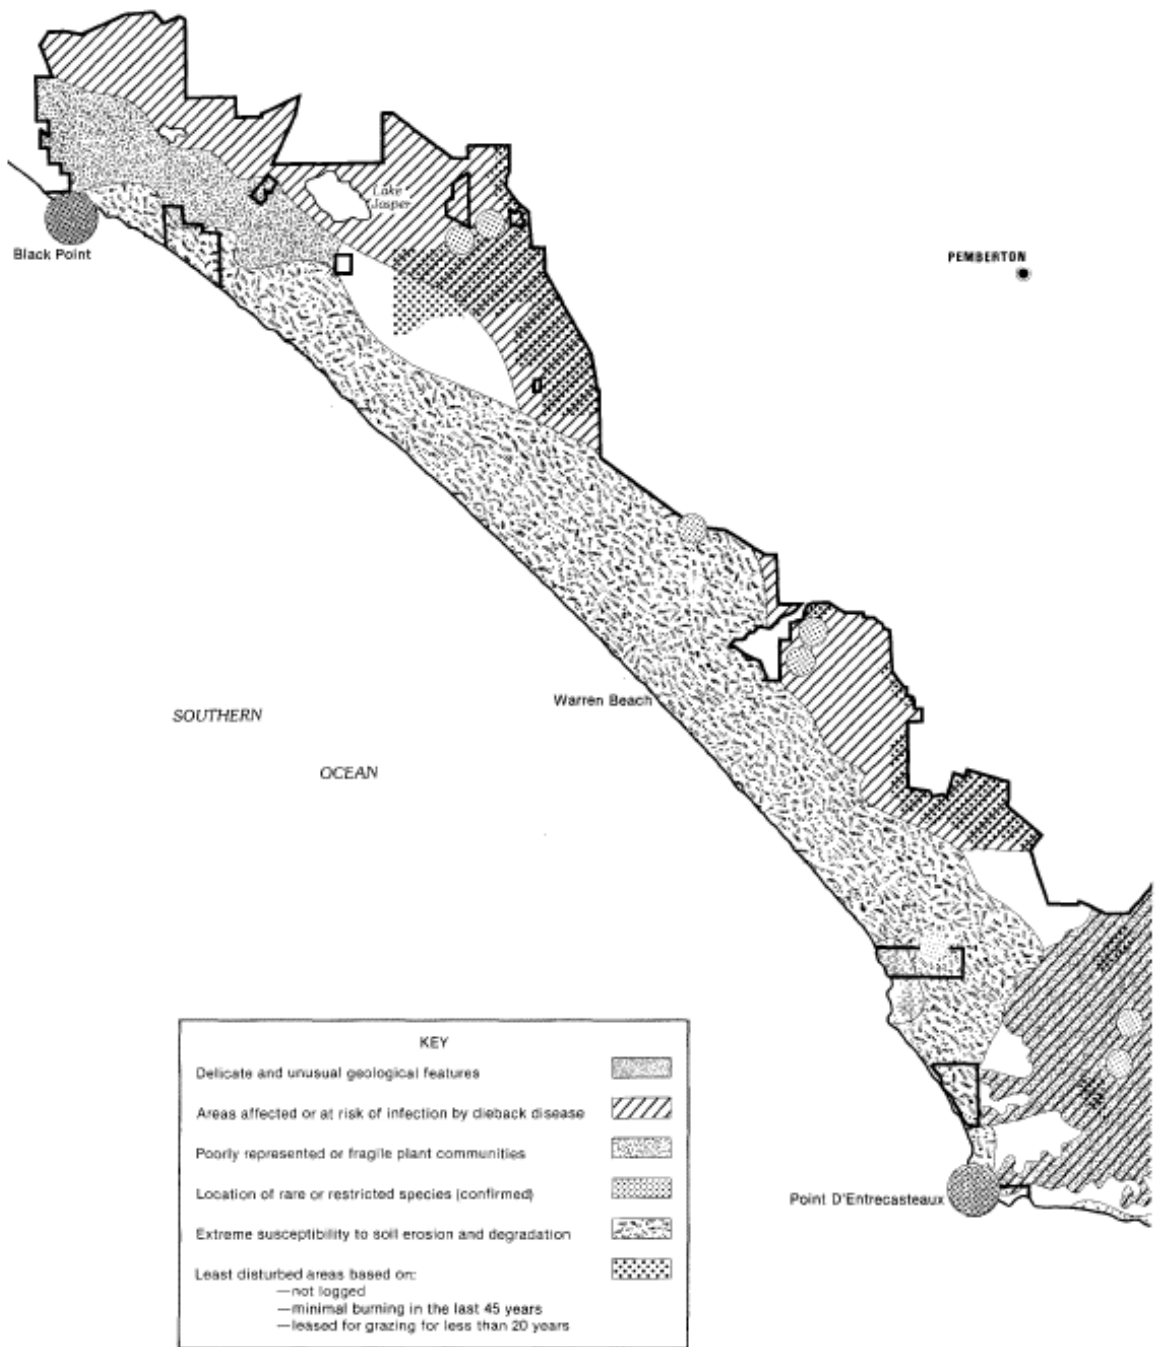 Lake
Jasper
Black Point
PEMBERTON
Warren Beach
SOUTHERN
OCEAN
Point D'Entrecasteaux
KEY
Delicate and unusual geological features
Areas affected or at risk of infection by dieback disease
Poorly represented or fragile plant communities
Location of rare or restricted species (confirmed)
Extreme susceptibility to soil erosion and degradation
Least disturbed areas based on:
—not logged
—minimal burning in the last 45 years
—leased for grazing for less than 20 years